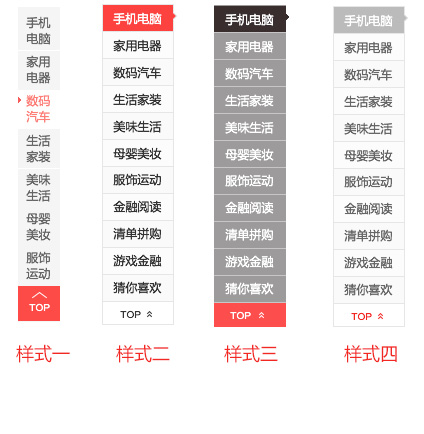 手机
电脑
家用
电器
数码
汽车
生活
家装
美味
生活
母婴
美妆
服饰
运动
TOP
样式一
手机电脑
家用电器
数码汽车
生活家装
美味生活
母婴美妆
服饰运动
金融阅读
清单拼购
游戏金融
猜你喜欢
TOP
样式二
手机电脑
家用电器
数码汽车
生活家装
美味生活
母婴美妆
服饰运动
金融阅读
清单拼购
游戏金融
猜你喜欢
TOP
样式三
手机电脑
家用电器
数码汽车
生活家装
美味生活
母婴美妆
服饰运动
金融阅读
清单拼购
游戏金融
猜你喜欢
TOP
样式四